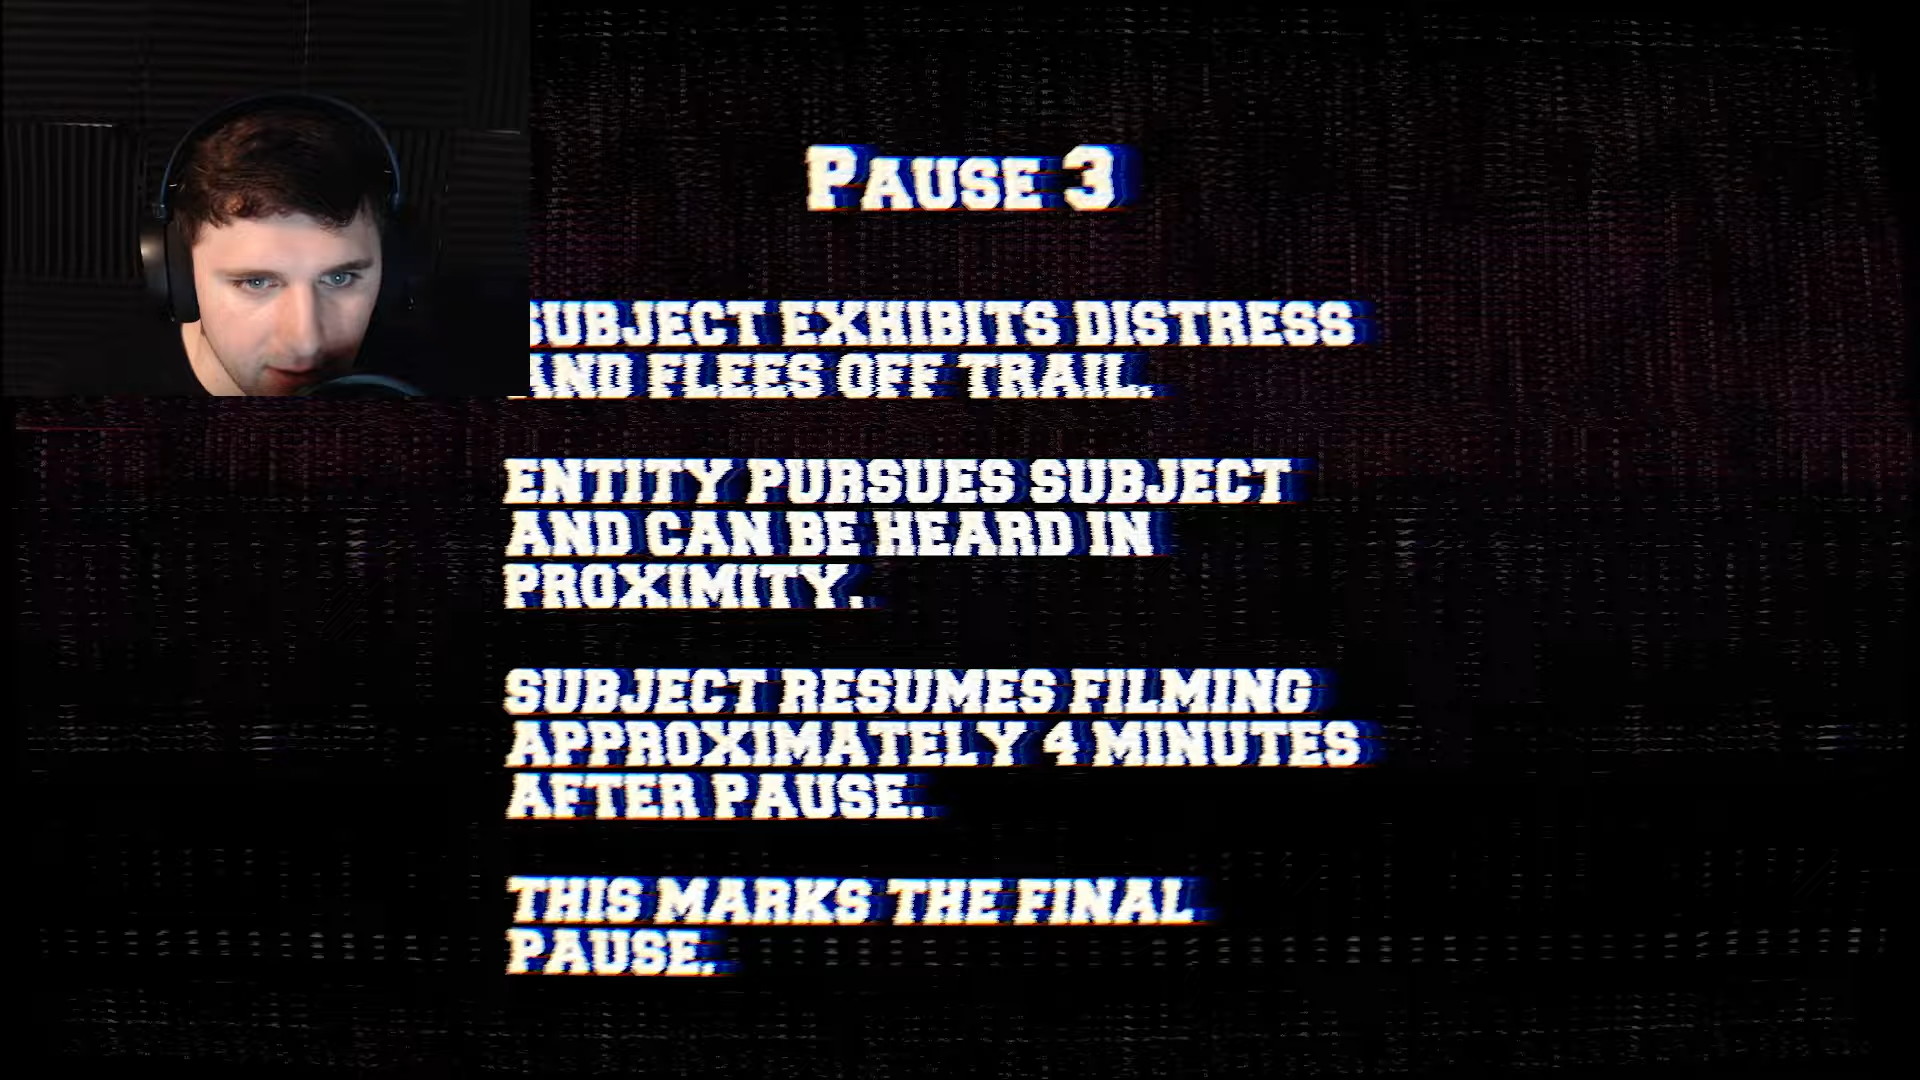 PAUSE 3
SUBJECT EXHIBITS DISTRESS
AND FLEES OFF TRAIL.
ENTITY PURSUES SUBJECT
AND CAN BE HEARD IN
PROXIMITY.
SUBJECT RESUMES FILMING
APPROXIMATELY 4 MINUTES
AFTER PAUSE.
THIS MARKS THE FINAL
PAUSE.